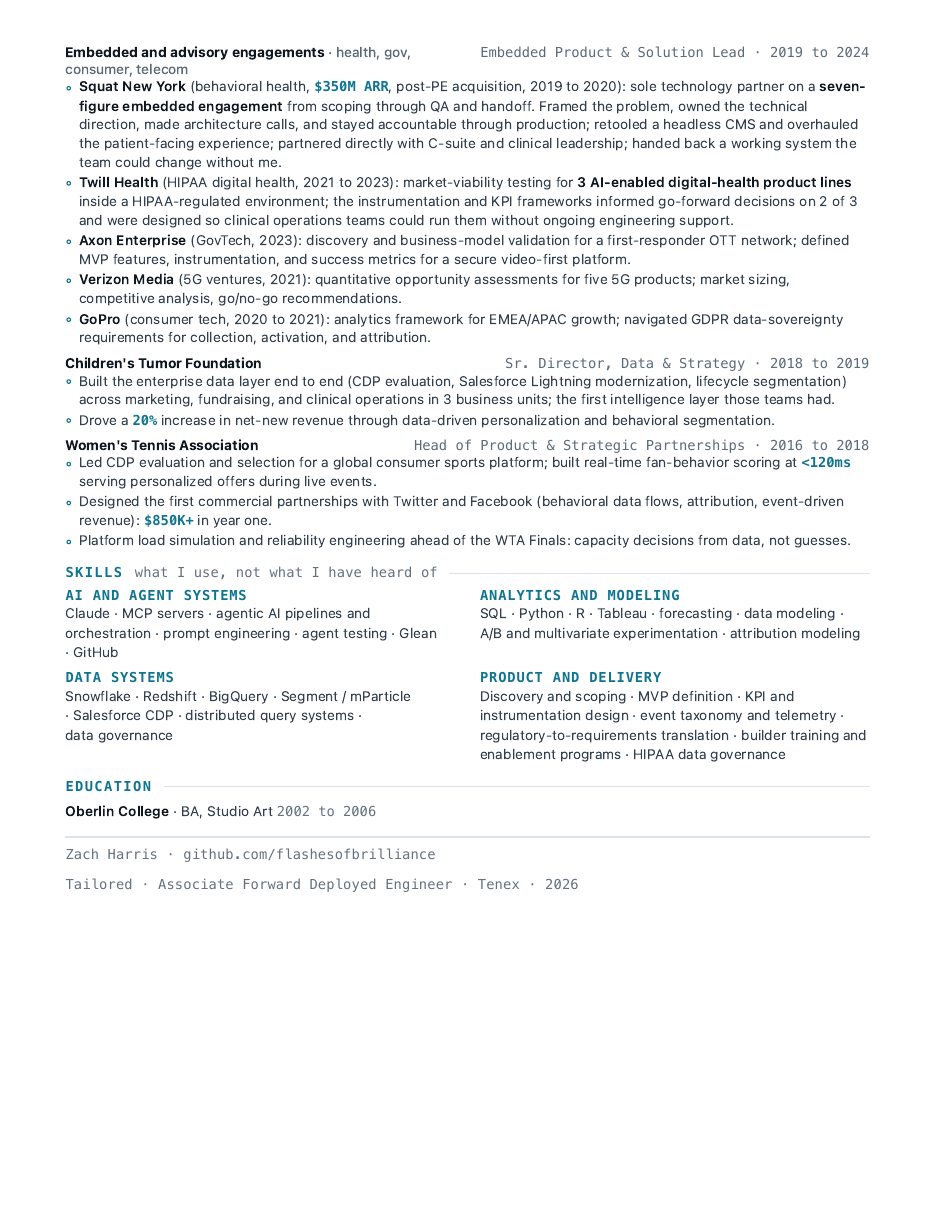 Embedded and advisory engagements · health, gov, consumer, telecom
Embedded Product & Solution Lead · 2019 to 2024
Squat New York (behavioral health, $350M ARR, post-PE acquisition, 2019 to 2020): sole technology partner on a seven-
figure embedded engagement from scoping through QA and handoff. Framed the problem, owned the technical
direction, made architecture calls, and stayed accountable through production; retooled a headless CMS and overhauled
the patient-facing experience; partnered directly with C-suite and clinical leadership; handed back a working system the
team could change without me.
Twill Health (HIPAA digital health, 2021 to 2023): market-viability testing for 3 AI-enabled digital-health product lines
inside a HIPAA-regulated environment; the instrumentation and KPI frameworks informed go-forward decisions on 2 of 3
and were designed so clinical operations teams could run them without ongoing engineering support.
Axon Enterprise (GovTech, 2023): discovery and business-model validation for a first-responder OTT network; defined
MVP features, instrumentation, and success metrics for a secure video-first platform.
Verizon Media (5G ventures, 2021): quantitative opportunity assessments for five 5G products; market sizing,
competitive analysis, go/no-go recommendations.
GoPro (consumer tech, 2020 to 2021): analytics framework for EMEA/APAC growth; navigated GDPR data-sovereignty
requirements for collection, activation, and attribution.
Children's Tumor Foundation
Sr. Director, Data & Strategy · 2018 to 2019
Built the enterprise data layer end to end (CDP evaluation, Salesforce Lightning modernization, lifecycle segmentation)
across marketing, fundraising, and clinical operations in 3 business units; the first intelligence layer those teams had.
Drove a 20% increase in net-new revenue through data-driven personalization and behavioral segmentation.
Women's Tennis Association
Head of Product & Strategic Partnerships · 2016 to 2018
Led CDP evaluation and selection for a global consumer sports platform; built real-time fan-behavior scoring at <120ms
serving personalized offers during live events.
Designed the first commercial partnerships with Twitter and Facebook (behavioral data flows, attribution, event-driven
revenue): $850K+ in year one.
Platform load simulation and reliability engineering ahead of the WTA Finals: capacity decisions from data, not guesses.
SKILLS what I use, not what I have heard of
AI AND AGENT SYSTEMS
Claude · MCP servers · agentic AI pipelines and
orchestration · prompt engineering · agent testing · Glean
· GitHub
ANALYTICS AND MODELING
SQL · Python · R · Tableau · forecasting · data modeling ·
A/B and multivariate experimentation · attribution modeling
DATA SYSTEMS
Snowflake · Redshift · BigQuery · Segment / mParticle
· Salesforce CDP · distributed query systems ·
data governance
PRODUCT AND DELIVERY
Discovery and scoping · MVP definition · KPI and
instrumentation design · event taxonomy and telemetry ·
regulatory-to-requirements translation · builder training and
enablement programs · HIPAA data governance
EDUCATION
Oberlin College · BA, Studio Art 2002 to 2006
Zach Harris · github.com/flashesofbrilliance
Tailored · Associate Forward Deployed Engineer · Tenex · 2026